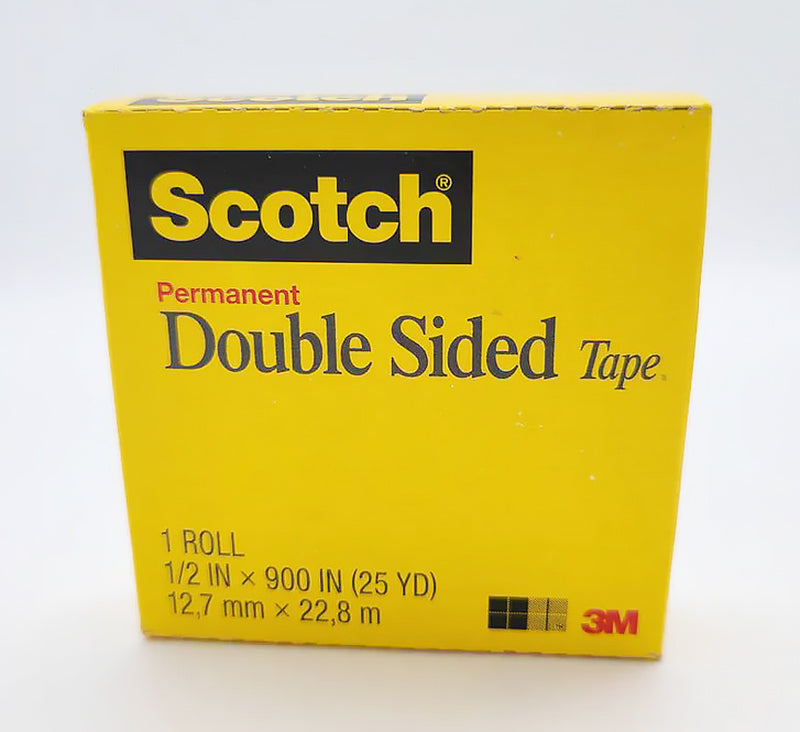 Scotch
Scotch®
Permanent
Double Sided Tape
1 ROLL
1/2 IN × 900 IN (25 YD)
12,7 mm × 22,8 m
3M